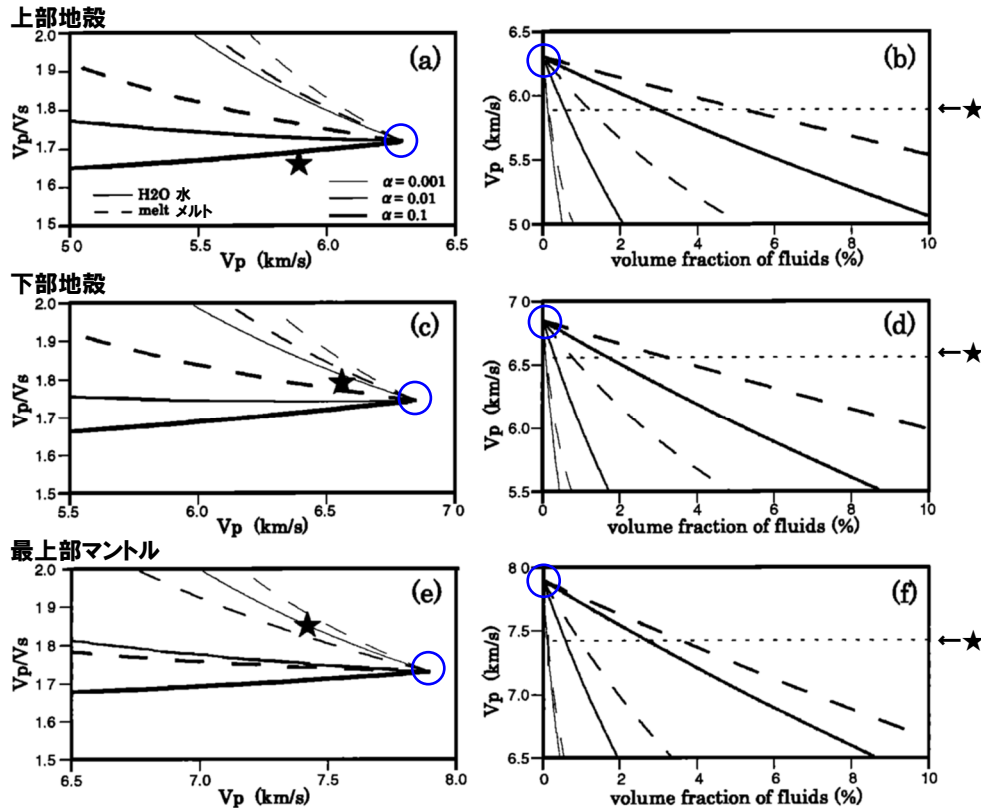 上部地殻
2.0
1.9
1.8
1.7
1.6
1.5
Vp/Vs
(a)
H2O 水
melt メルト
α = 0.001
α = 0.01
α = 0.1
5.0 5.5 6.0 6.5
Vp (km/s)
6.5
6.0
5.5
5.0
Vp (km/s)
(b)
←★
0 2 4 6 8 10
volume fraction of fluids (%)
下部地殻
2.0
1.9
1.8
1.7
1.6
1.5
Vp/Vs
(c)
5.5 6.0 6.5 7.0
Vp (km/s)
7.0
6.5
6.0
5.5
Vp (km/s)
(d)
←★
0 2 4 6 8 10
volume fraction of fluids (%)
最上部マントル
2.0
1.9
1.8
1.7
1.6
1.5
Vp/Vs
(e)
6.5 7.0 7.5 8.0
Vp (km/s)
8.0
7.5
7.0
6.5
Vp (km/s)
(f)
←★
0 2 4 6 8 10
volume fraction of fluids (%)